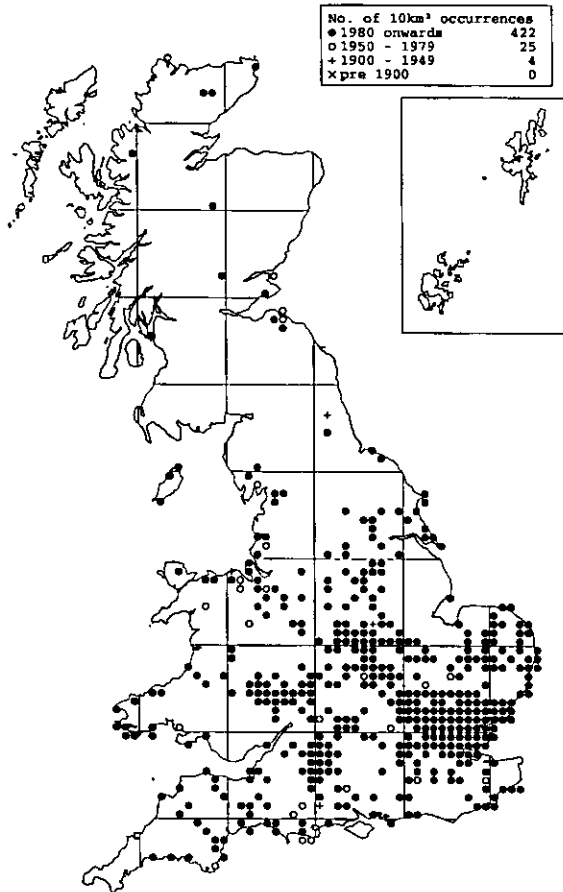 No. of 10km² occurrences
● 1980 onwards 422
○ 1950 - 1979 25
+ 1900 - 1949 4
× pre 1900 0